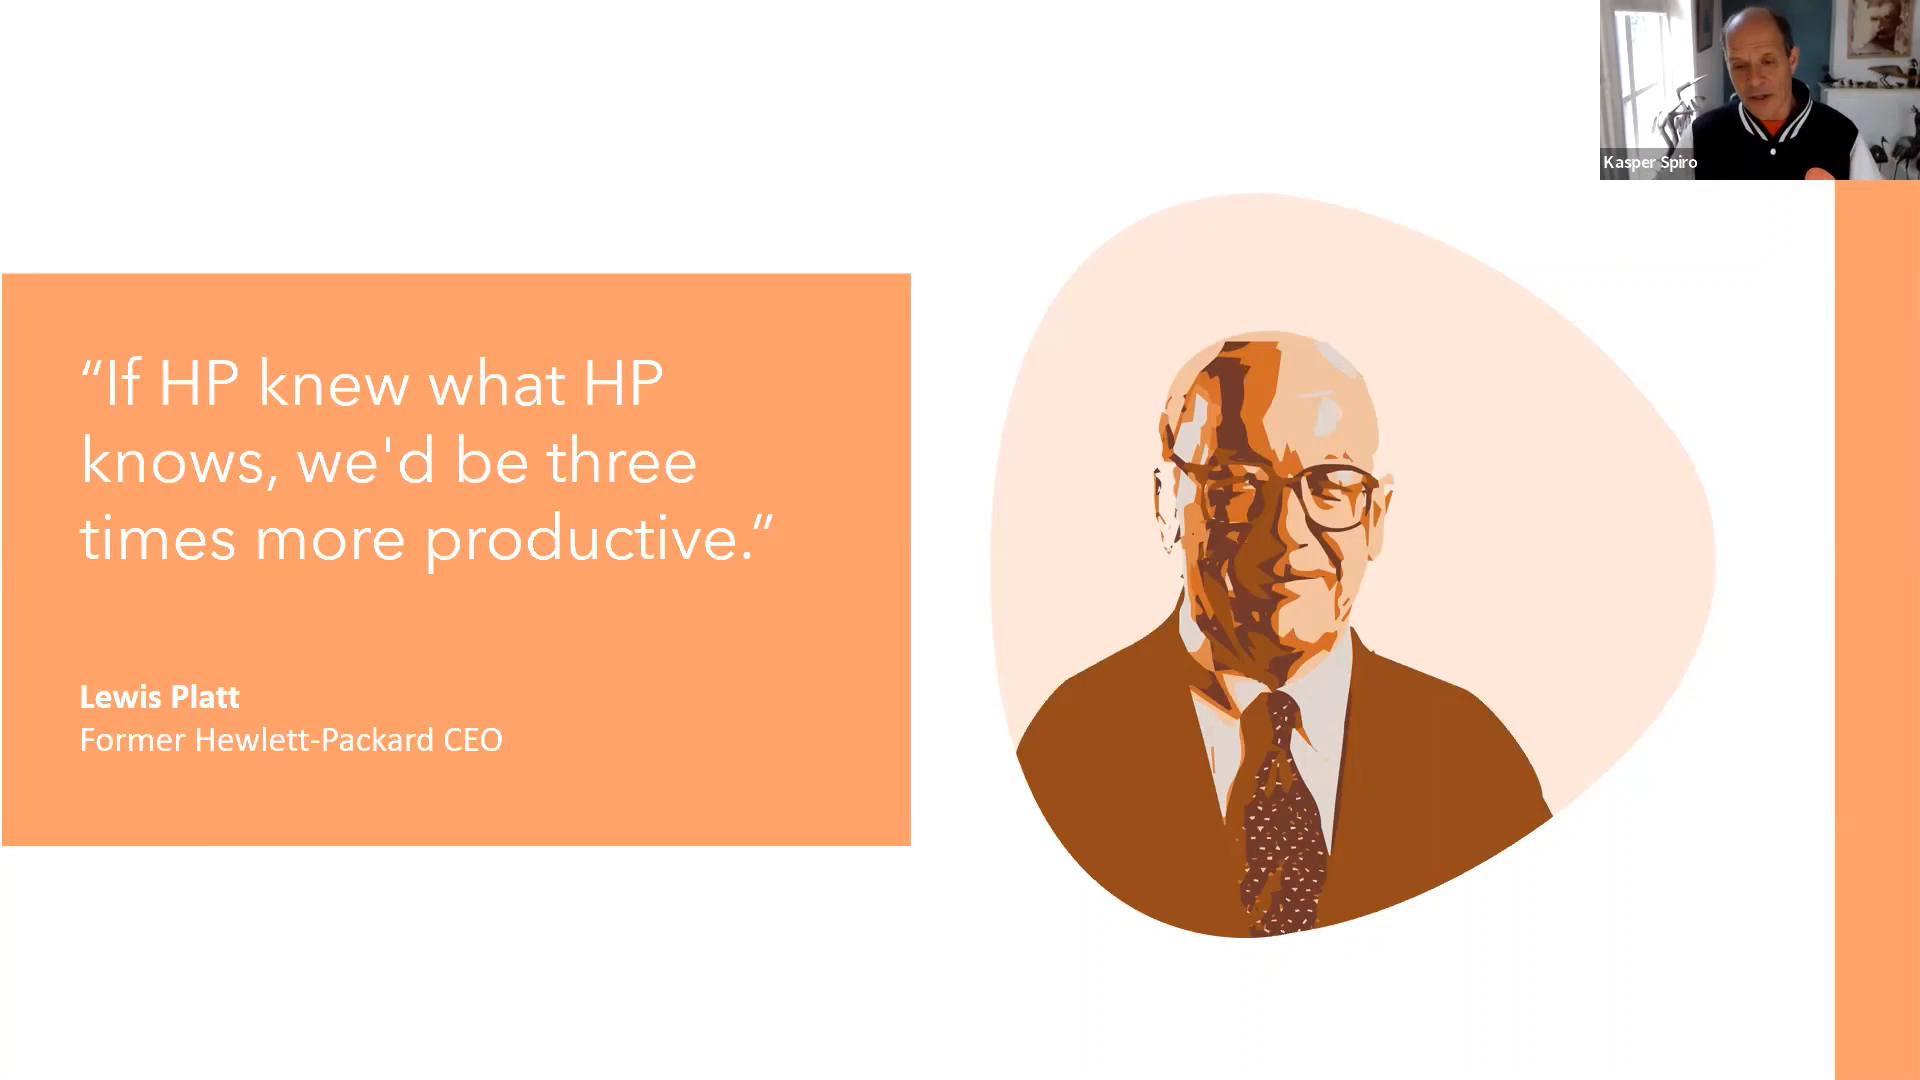 Kasper Spiro
“If HP knew what HP
knows, we'd be three
times more productive.”
Lewis Platt
Former Hewlett-Packard CEO